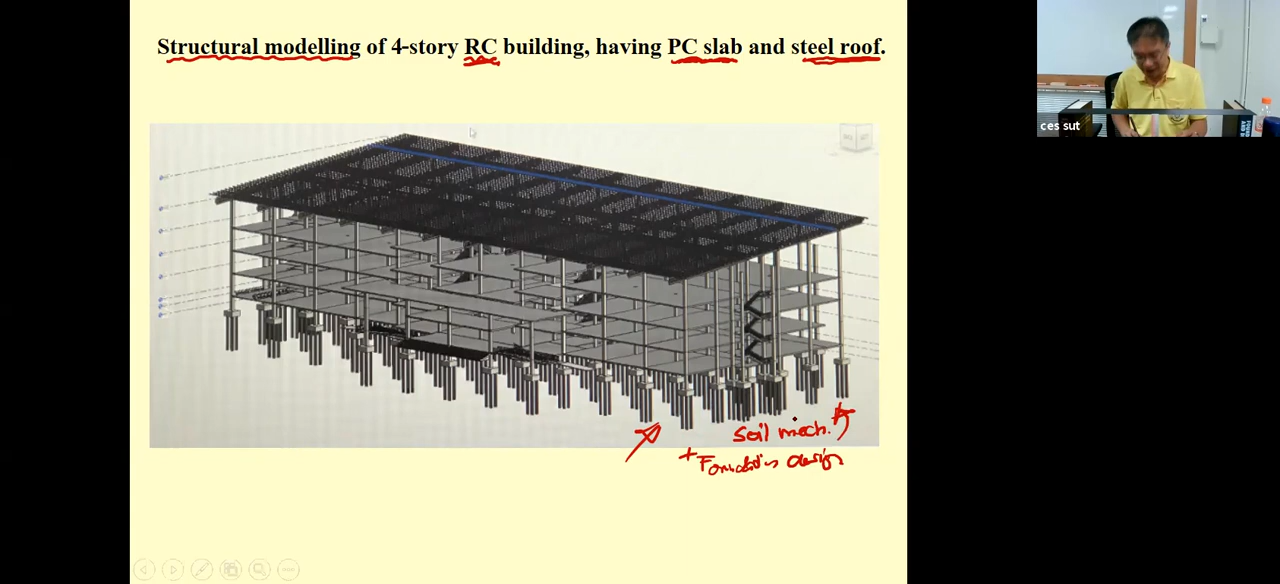 Structural modelling of 4-story RC building, having PC slab and steel roof.
ces sut
soil mech.
+ Foundation design